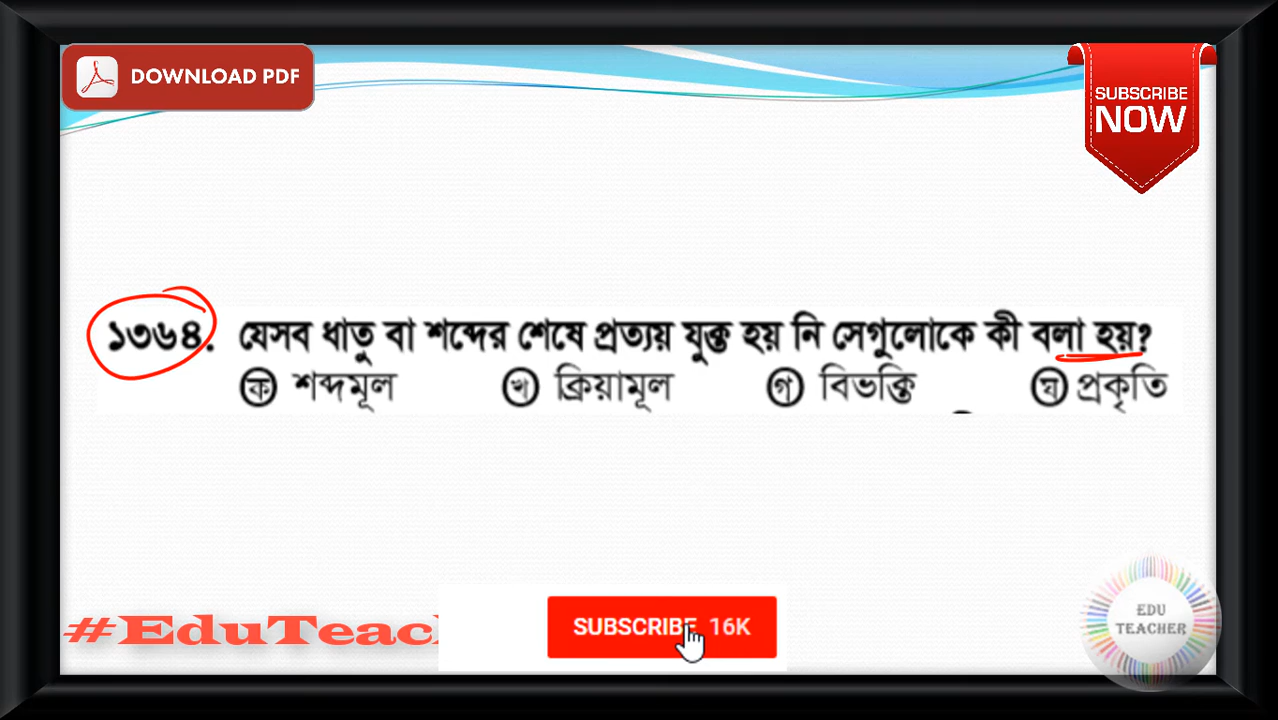 DOWNLOAD PDF
SUBSCRIBE
NOW
১৩৬৪. যেসব ধাতু বা শব্দের শেষে প্রত্যয় যুক্ত হয় নি সেগুলোকে কী বলা হয়?
ক শব্দমূল খ ক্রিয়ামূল গ বিভক্তি ঘ প্রকৃতি
#EduTeach
SUBSCRIBE 16K
EDU
TEACHER